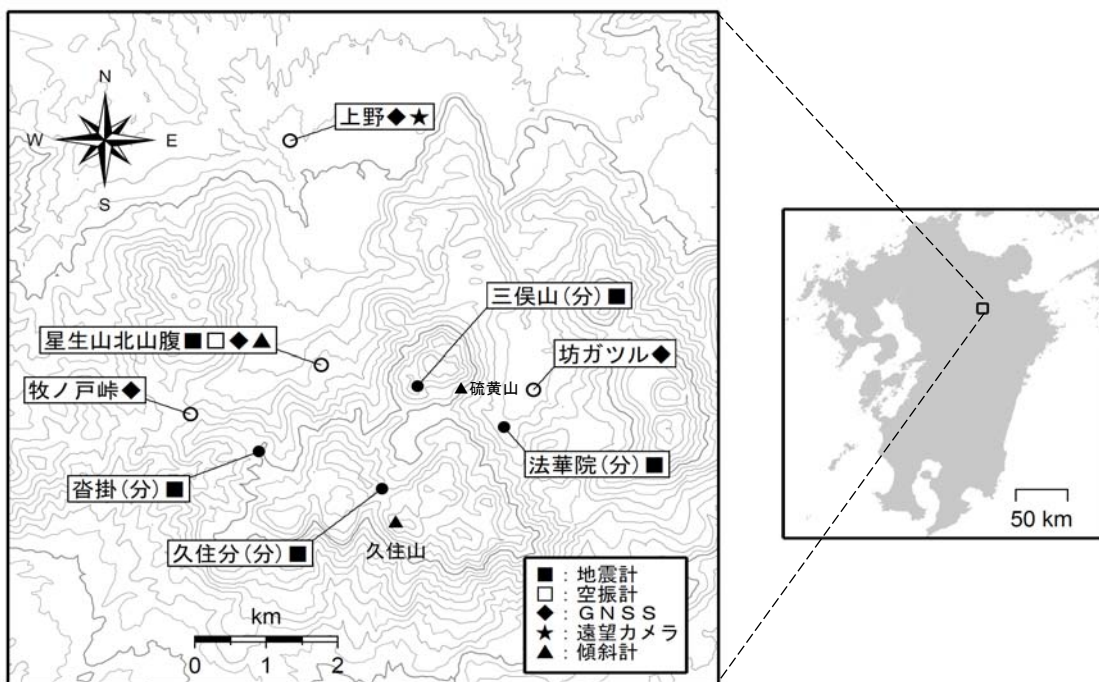 N
W E
S
上野◆★
三俣山(分)■
星生山北山腹■□◆▲
坊ガツル◆
硫黄山
牧ノ戸峠◆
法華院(分)■
沓掛(分)■
久住分(分)■
久住山
km
0 1 2
■:地震計
□:空振計
◆:GNSS
★:遠望カメラ
▲:傾斜計
50 km